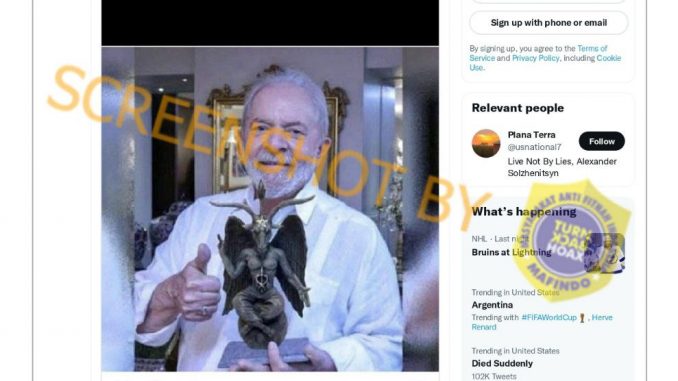 Sign up with phone or email
By signing up, you agree to the Terms of
Service and Privacy Policy, including Cookie
Use.
Relevant people
Plana Terra
@usnational7
Follow
Live Not By Lies, Alexander
Solzhenitsyn
What's happening
NHL · Last night
Bruins at Lightning
Trending in United States
Argentina
Trending with #FIFAWorldCup 🏆, Herve
Renard
Trending in United States
Died Suddenly
102K Tweets
SCREENSHOT BY
MASYARAKAT ANTI FITNAH
TURN
HOAX
MAFINDO